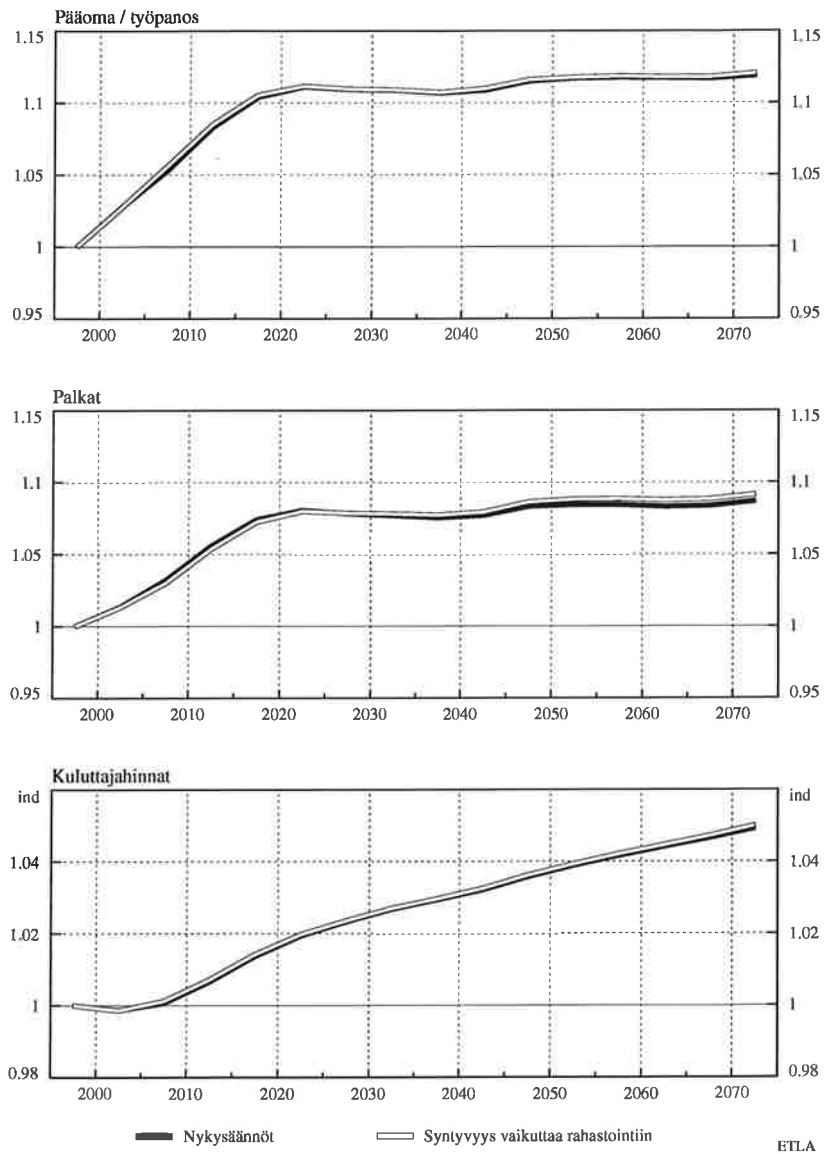 Pääoma / työpanos
1.15 1.15
1.1 1.1
1.05 1.05
1 1
0.95 0.95
2000 2010 2020 2030 2040 2050 2060 2070
Palkat
1.15 1.15
1.1 1.1
1.05 1.05
1 1
0.95 0.95
2000 2010 2020 2030 2040 2050 2060 2070
Kuluttajahinnat
ind ind
1.04 1.04
1.02 1.02
1 1
0.98 0.98
2000 2010 2020 2030 2040 2050 2060 2070
Nykysäännöt Syntyvyys vaikuttaa rahastointiin
ETLA